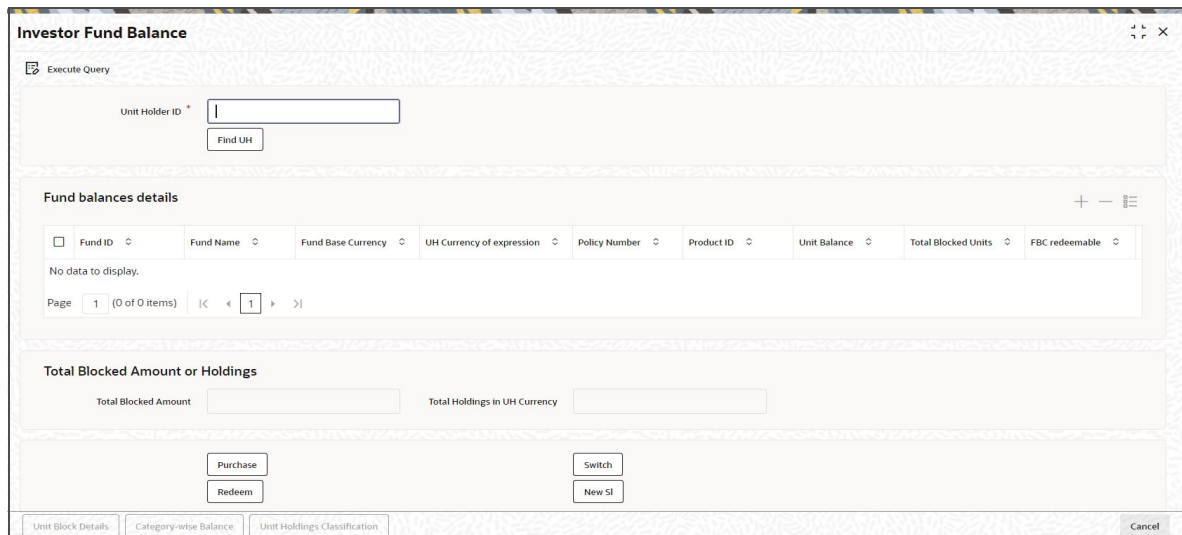 Investor Fund Balance
Execute Query
Unit Holder ID *
Find UH
Fund balances details
Fund ID Fund Name Fund Base Currency UH Currency of expression Policy Number Product ID Unit Balance Total Blocked Units FBC redeemable
No data to display.
Page 1 (0 of 0 items) 1
Total Blocked Amount or Holdings
Total Blocked Amount Total Holdings in UH Currency
Purchase Switch
Redeem New SI
Unit Block Details Category-wise Balance Unit Holdings Classification Cancel